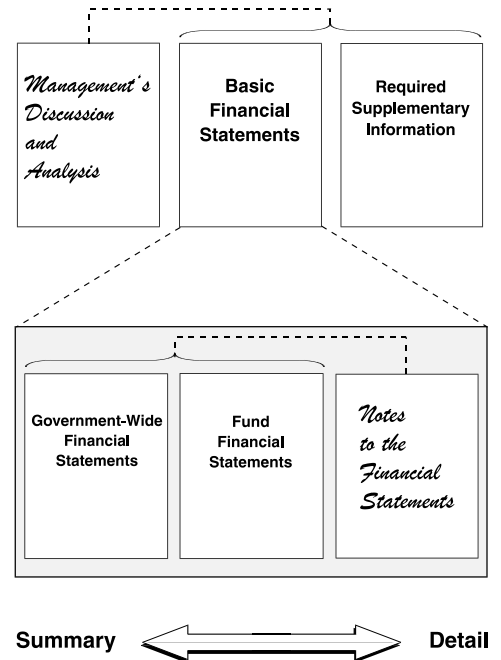 Management's
Discussion
and
Analysis
Basic
Financial
Statements
Required
Supplementary
Information
Government-Wide
Financial
Statements
Fund
Financial
Statements
Notes
to the
Financial
Statements
Summary
Detail